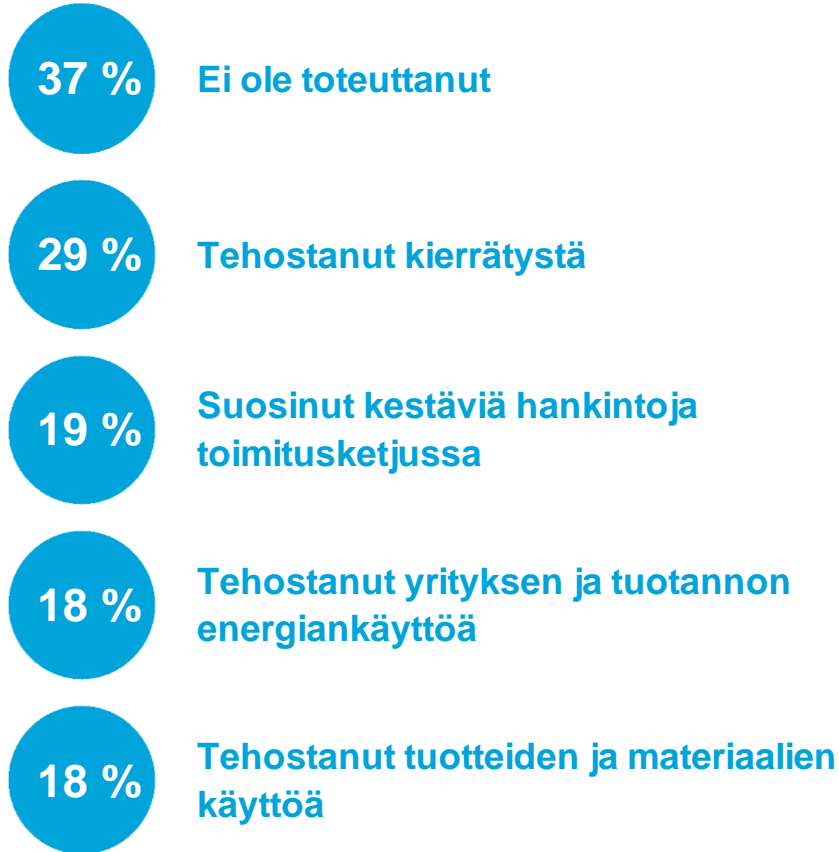 37 %
Ei ole toteuttanut
29 %
Tehostanut kierrätystä
19 %
Suosinut kestäviä hankintoja
toimitusketjussa
18 %
Tehostanut yrityksen ja tuotannon
energiankäyttöä
18 %
Tehostanut tuotteiden ja materiaalien
käyttöä